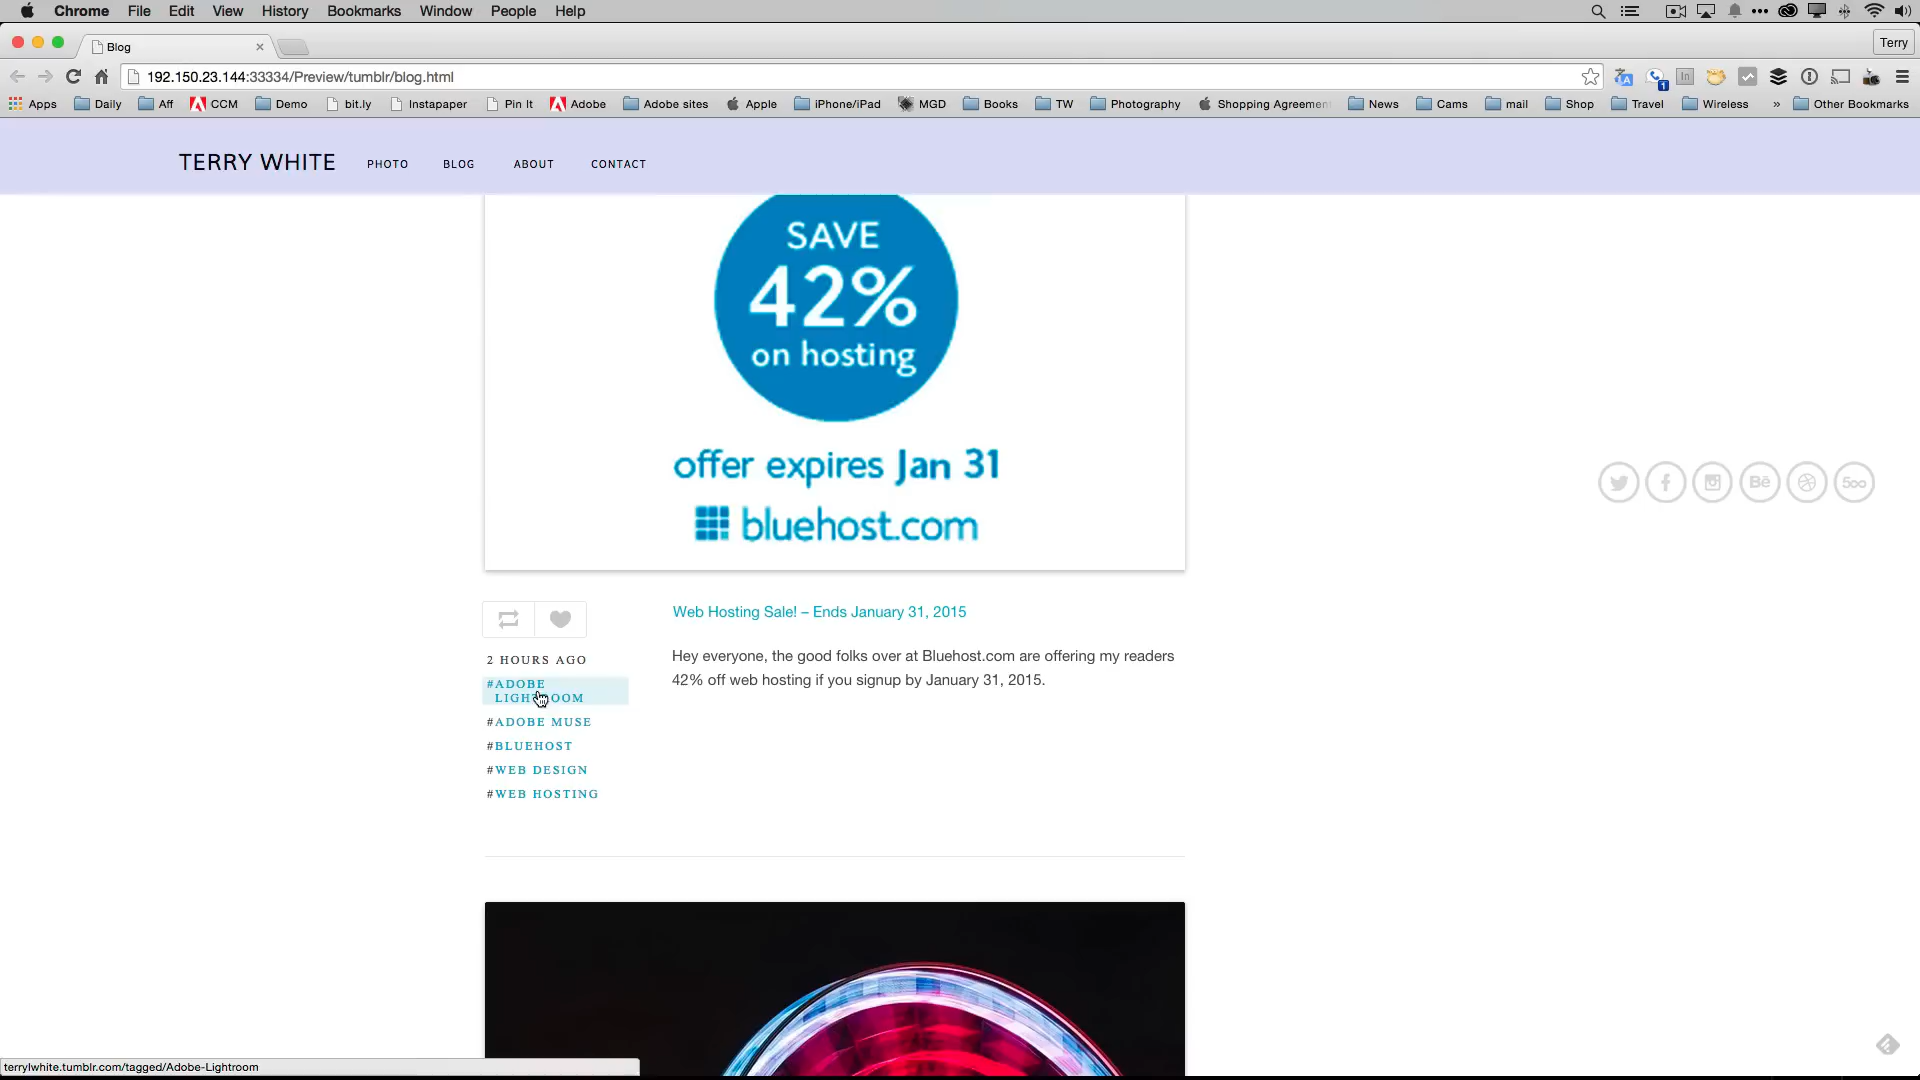 Chrome File Edit View History Bookmarks Window People Help
Blog
Terry
192.150.23.144:33334/Preview/tumblr/blog.html
Apps Daily Aff CCM Demo bit.ly Instapaper Pin It Adobe Adobe sites Apple iPhone/iPad MGD Books TW Photography Shopping Agreemen News Cams mail Shop Travel Wireless » Other Bookmarks
TERRY WHITE PHOTO BLOG ABOUT CONTACT
SAVE
42%
on hosting
offer expires Jan 31
bluehost.com
Bē
500
Web Hosting Sale! – Ends January 31, 2015
Hey everyone, the good folks over at Bluehost.com are offering my readers
42% off web hosting if you signup by January 31, 2015.
2 HOURS AGO
#ADOBE
LIGHTROOM
#ADOBE MUSE
#BLUEHOST
#WEB DESIGN
#WEB HOSTING
terrylwhite.tumblr.com/tagged/Adobe-Lightroom